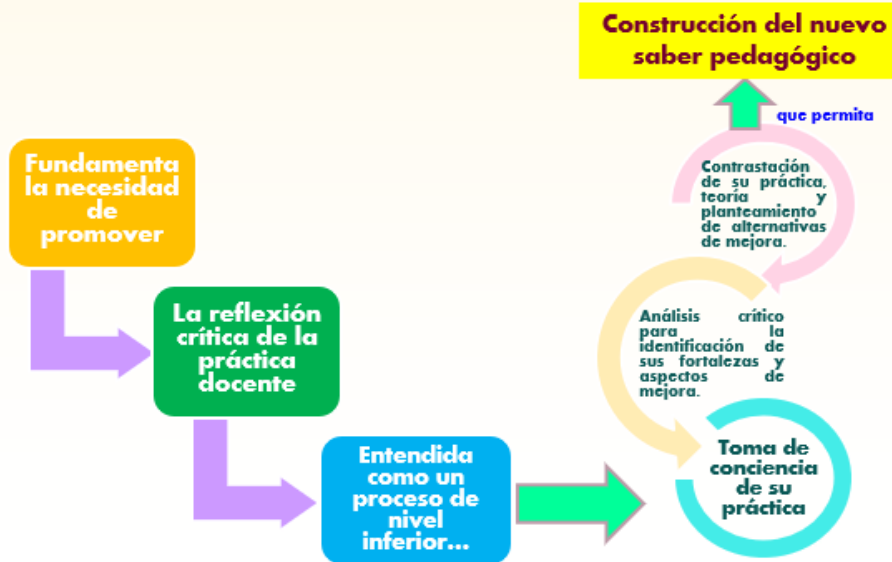 Construcción del nuevo
saber pedagógico
que permita
Fundamenta
la necesidad
de
promover
Contrastación
de su práctica,
teoría y
planteamiento
de alternativas
de mejora.
La reflexión
crítica de la
práctica
docente
Análisis crítico
para la
identificación de
sus fortalezas y
aspectos de
mejora.
Entendida
como un
proceso de
nivel
inferior...
Toma de
conciencia
de su
práctica